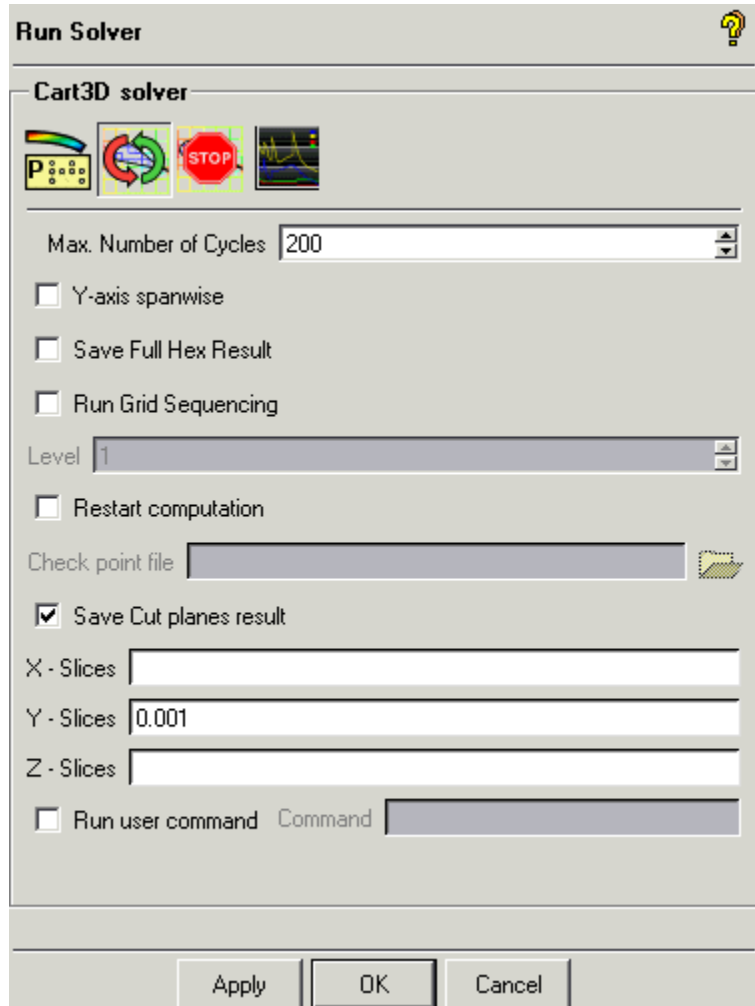 Run Solver
Cart3D solver
P
STOP
Max. Number of Cycles 200
Y-axis spanwise
Save Full Hex Result
Run Grid Sequencing
Level 1
Restart computation
Check point file
Save Cut planes result
X - Slices
Y - Slices 0.001
Z - Slices
Run user command Command
Apply OK Cancel